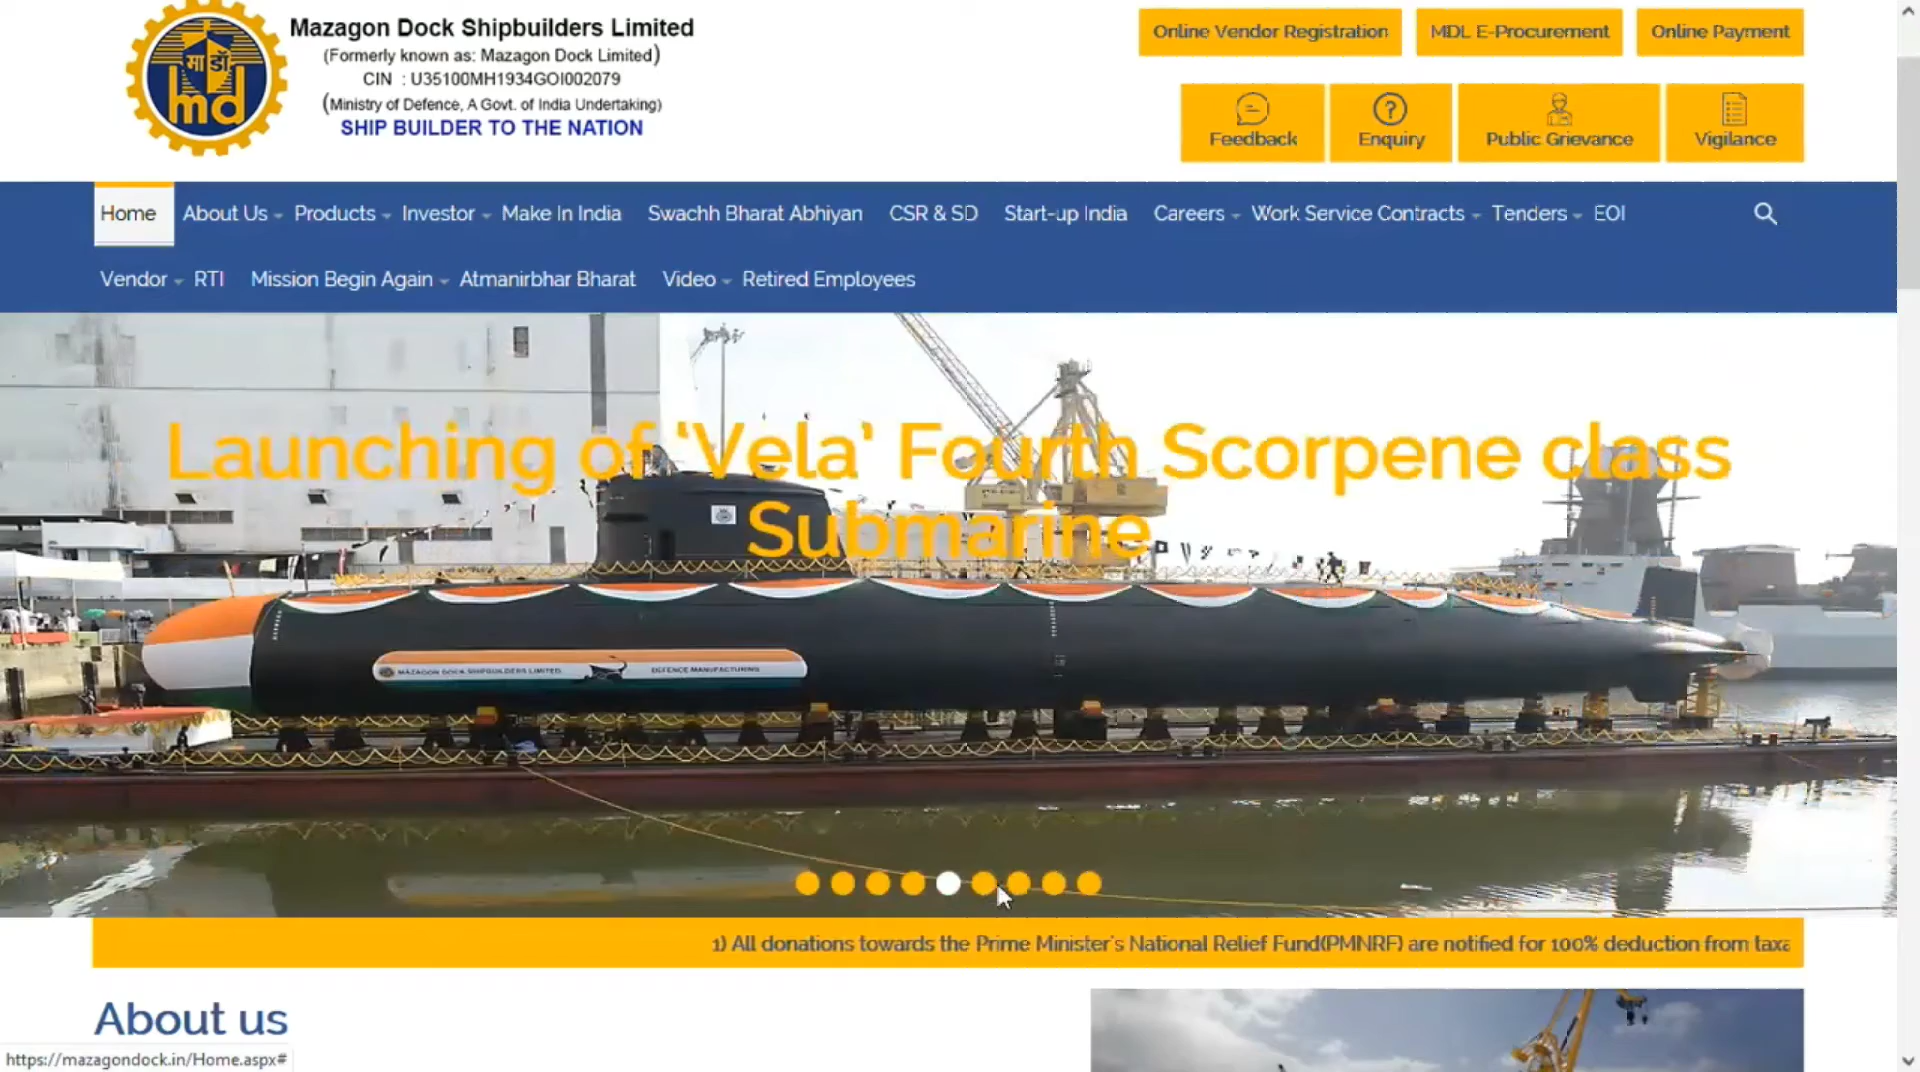 माडॉ
md
Mazagon Dock Shipbuilders Limited
(Formerly known as: Mazagon Dock Limited)
CIN : U35100MH1934GOI002079
(Ministry of Defence, A Govt. of India Undertaking)
SHIP BUILDER TO THE NATION
Online Vendor Registration
MDL E-Procurement
Online Payment
Feedback
Enquiry
Public Grievance
Vigilance
Home About Us Products Investor Make In India Swachh Bharat Abhiyan CSR & SD Start-up India Careers Work Service Contracts Tenders EOI
Vendor RTI Mission Begin Again Atmanirbhar Bharat Video Retired Employees
Launching of ‘Vela’ Fourth Scorpene class
Submarine
MAZAGON DOCK SHIPBUILDERS LIMITED. DEFENCE MANUFACTURING
1) All donations towards the Prime Minister's National Relief Fund(PMNRF) are notified for 100% deduction from taxa
About us
https://mazagondock.in/Home.aspx#